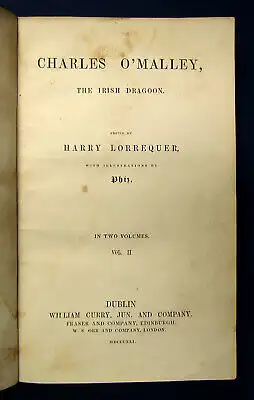 CHARLES O'MALLEY,
THE IRISH DRAGOON.
EDITED BY
HARRY LORREQUER,
WITH ILLUSTRATIONS BY
Phiz.
IN TWO VOLUMES.
VOL. II
DUBLIN
WILLIAM CURRY, JUN. AND COMPANY,
FRASER AND COMPANY, EDINBURGH.
W. S. ORR AND COMPANY, LONDON.
MDCCCXLI.